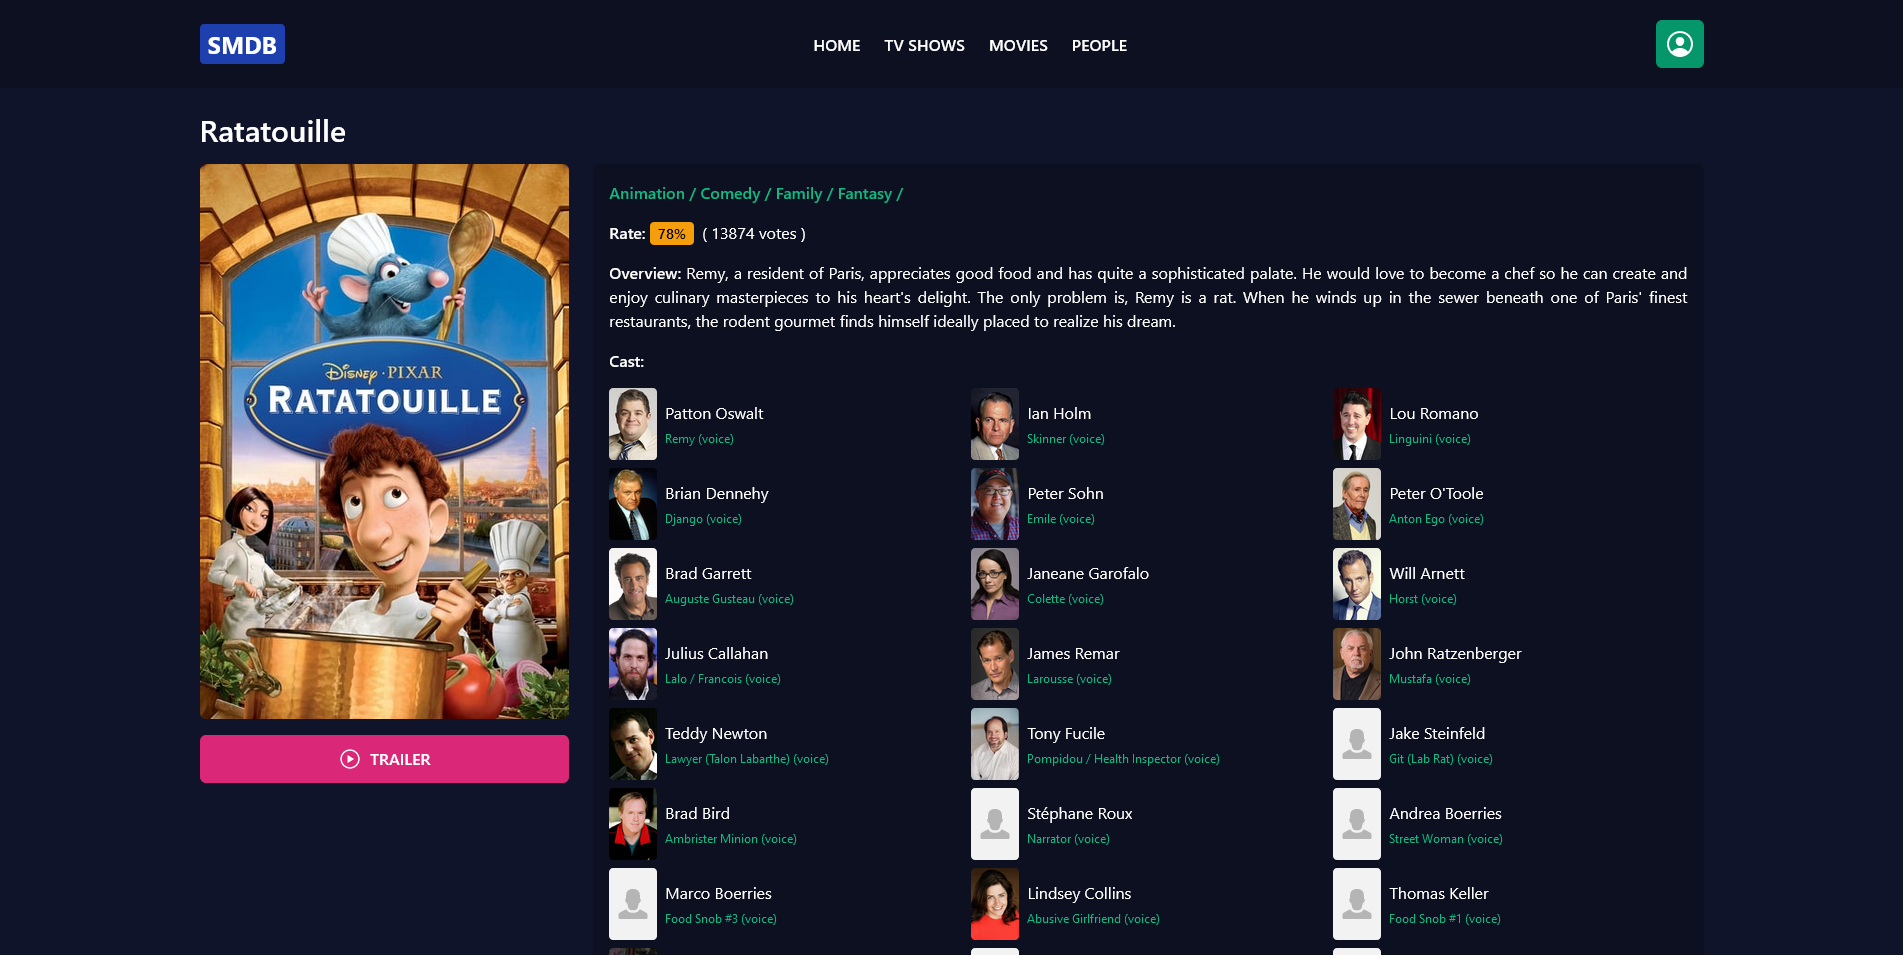 SMDB
HOME TV SHOWS MOVIES PEOPLE
Ratatouille
DISNEY · PIXAR
RATATOUILLE
TRAILER
Animation / Comedy / Family / Fantasy /
Rate: 78% ( 13874 votes )
Overview: Remy, a resident of Paris, appreciates good food and has quite a sophisticated palate. He would love to become a chef so he can create and
enjoy culinary masterpieces to his heart's delight. The only problem is, Remy is a rat. When he winds up in the sewer beneath one of Paris' finest
restaurants, the rodent gourmet finds himself ideally placed to realize his dream.
Cast:
Patton Oswalt
Remy (voice)
Ian Holm
Skinner (voice)
Lou Romano
Linguini (voice)
Brian Dennehy
Django (voice)
Peter Sohn
Emile (voice)
Peter O'Toole
Anton Ego (voice)
Brad Garrett
Auguste Gusteau (voice)
Janeane Garofalo
Colette (voice)
Will Arnett
Horst (voice)
Julius Callahan
Lalo / Francois (voice)
James Remar
Larousse (voice)
John Ratzenberger
Mustafa (voice)
Teddy Newton
Lawyer (Talon Labarthe) (voice)
Tony Fucile
Pompidou / Health Inspector (voice)
Jake Steinfeld
Git (Lab Rat) (voice)
Brad Bird
Ambrister Minion (voice)
Stéphane Roux
Narrator (voice)
Andrea Boerries
Street Woman (voice)
Marco Boerries
Food Snob #3 (voice)
Lindsey Collins
Abusive Girlfriend (voice)
Thomas Keller
Food Snob #1 (voice)